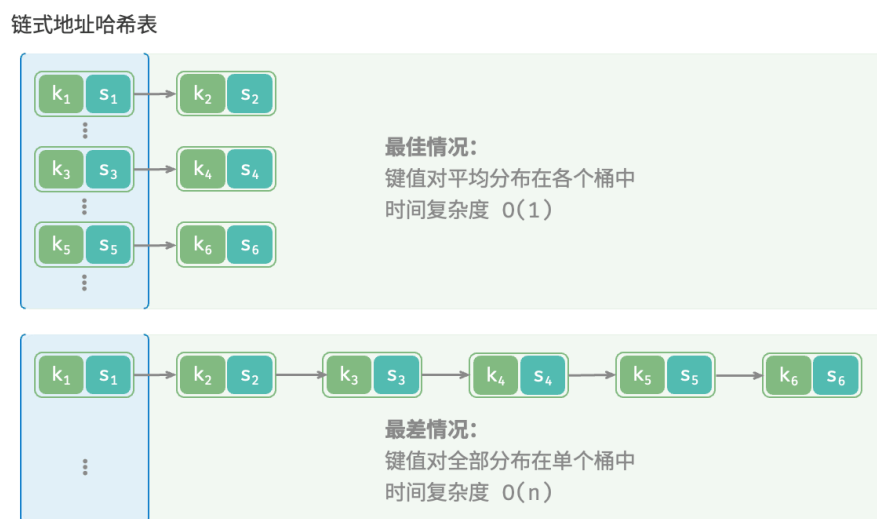 链式地址哈希表
k₁ s₁ k₂ s₂
k₃ s₃ k₄ s₄
k₅ s₅ k₆ s₆
最佳情况：
键值对平均分布在各个桶中
时间复杂度 O(1)
k₁ s₁ k₂ s₂ k₃ s₃ k₄ s₄ k₅ s₅ k₆ s₆
最差情况：
键值对全部分布在单个桶中
时间复杂度 O(n)